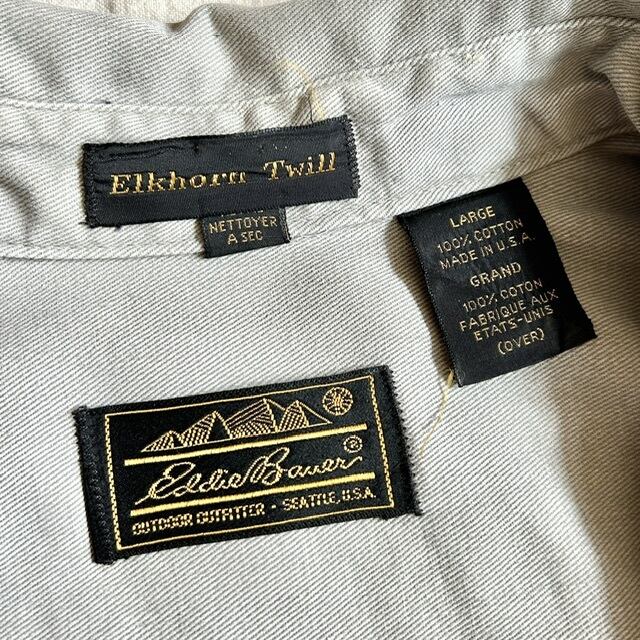 Elkhorn Twill
NETTOYER
A SEC
LARGE
100% COTTON
MADE IN U.S.A.
GRAND
100% COTON
FABRIQUE AUX
ETATS-UNIS
(OVER)
Eddie Bauer®
OUTDOOR OUTFITTER · SEATTLE, U.S.A.